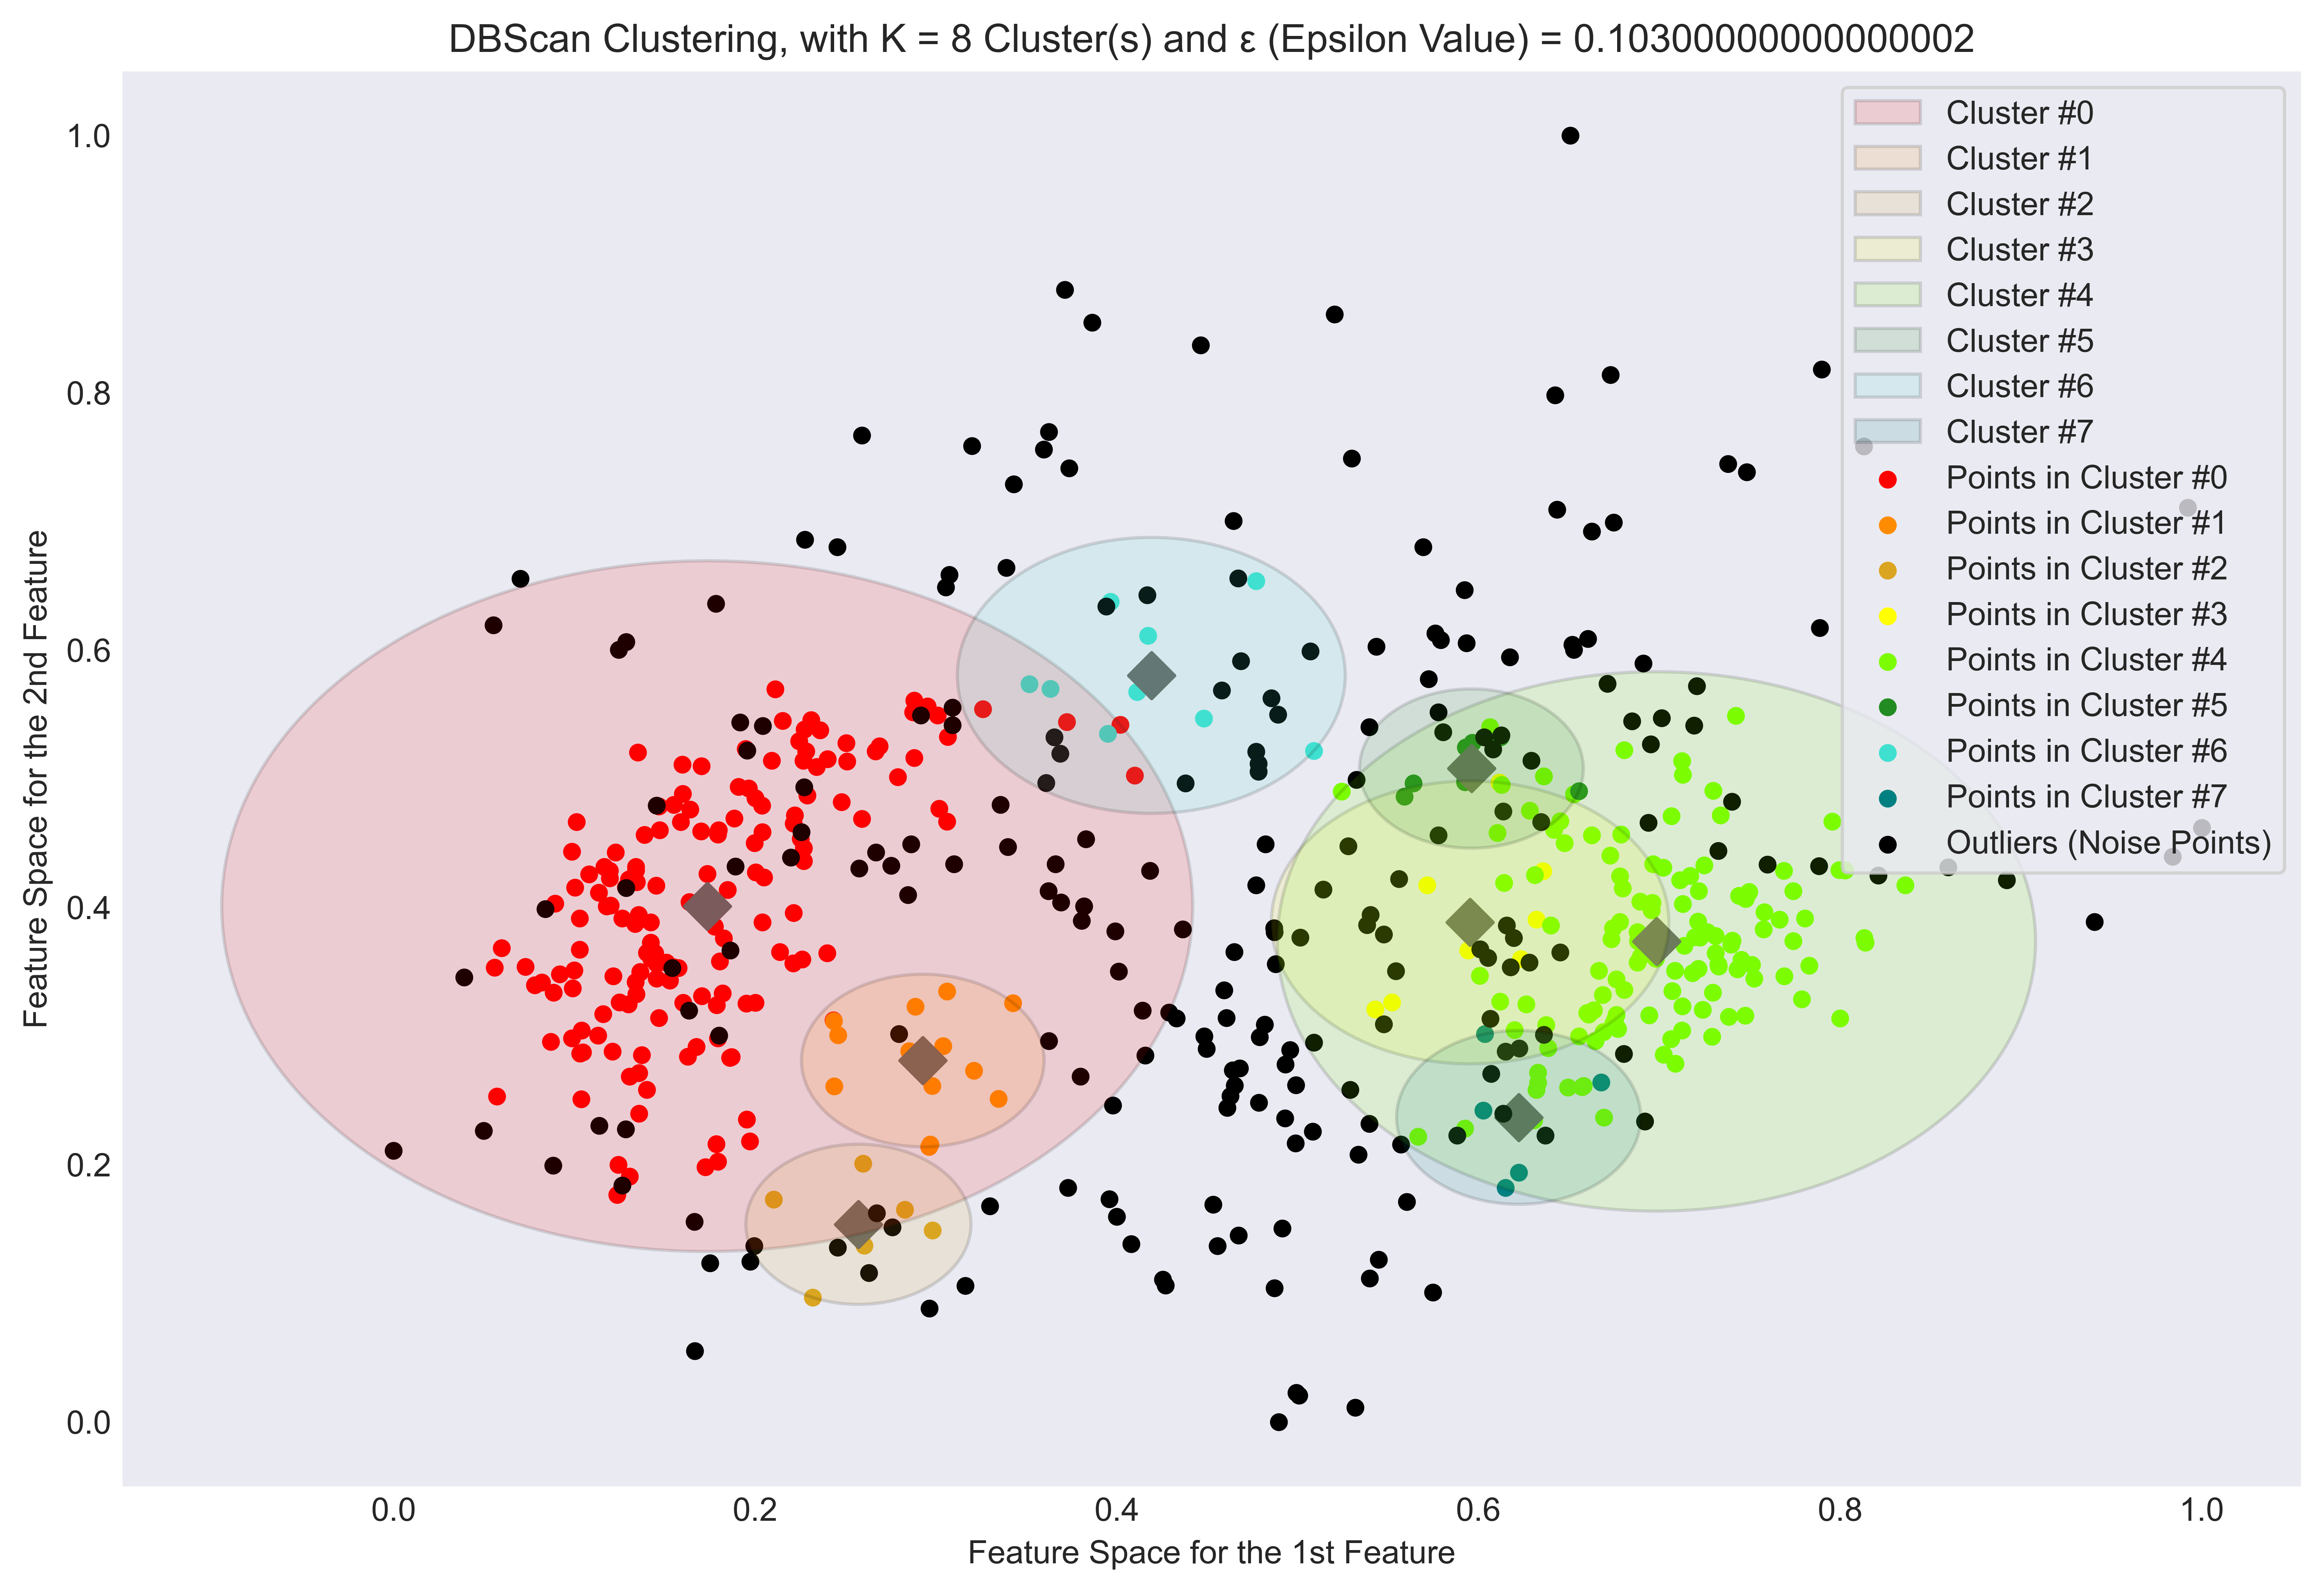 DBScan Clustering, with K = 8 Cluster(s) and ε (Epsilon Value) = 0.10300000000000002
Cluster #0
Cluster #1
Cluster #2
Cluster #3
Cluster #4
Cluster #5
Cluster #6
Cluster #7
Points in Cluster #0
Points in Cluster #1
Points in Cluster #2
Points in Cluster #3
Points in Cluster #4
Points in Cluster #5
Points in Cluster #6
Points in Cluster #7
Outliers (Noise Points)
Feature Space for the 2nd Feature
1.0
0.8
0.6
0.4
0.2
0.0
0.0 0.2 0.4 0.6 0.8 1.0
Feature Space for the 1st Feature